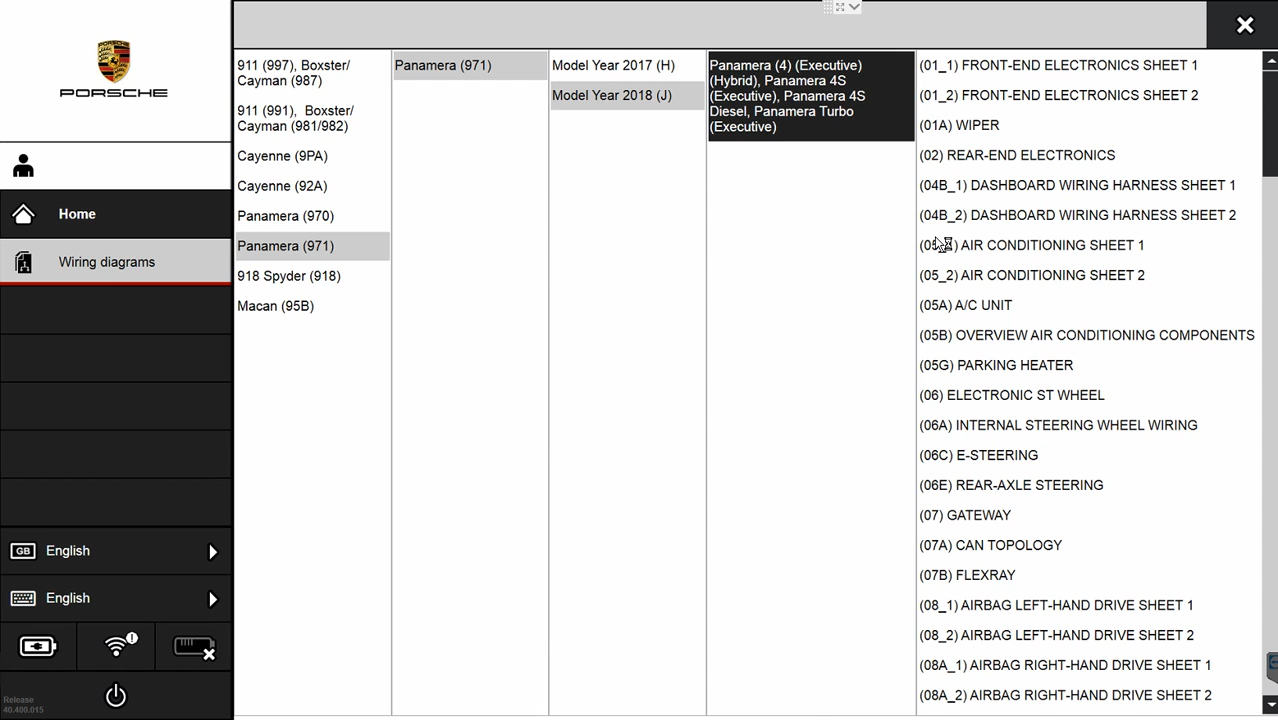 PORSCHE
Home
Wiring diagrams
GB English
English
Release
40.400.015
911 (997), Boxster/
Cayman (987)
911 (991), Boxster/
Cayman (981/982)
Cayenne (9PA)
Cayenne (92A)
Panamera (970)
Panamera (971)
918 Spyder (918)
Macan (95B)
Panamera (971)
Model Year 2017 (H)
Model Year 2018 (J)
Panamera (4) (Executive)
(Hybrid), Panamera 4S
(Executive), Panamera 4S
Diesel, Panamera Turbo
(Executive)
(01_1) FRONT-END ELECTRONICS SHEET 1
(01_2) FRONT-END ELECTRONICS SHEET 2
(01A) WIPER
(02) REAR-END ELECTRONICS
(04B_1) DASHBOARD WIRING HARNESS SHEET 1
(04B_2) DASHBOARD WIRING HARNESS SHEET 2
AIR CONDITIONING SHEET 1
(05_2) AIR CONDITIONING SHEET 2
(05A) A/C UNIT
(05B) OVERVIEW AIR CONDITIONING COMPONENTS
(05G) PARKING HEATER
(06) ELECTRONIC ST WHEEL
(06A) INTERNAL STEERING WHEEL WIRING
(06C) E-STEERING
(06E) REAR-AXLE STEERING
(07) GATEWAY
(07A) CAN TOPOLOGY
(07B) FLEXRAY
(08_1) AIRBAG LEFT-HAND DRIVE SHEET 1
(08_2) AIRBAG LEFT-HAND DRIVE SHEET 2
(08A_1) AIRBAG RIGHT-HAND DRIVE SHEET 1
(08A_2) AIRBAG RIGHT-HAND DRIVE SHEET 2